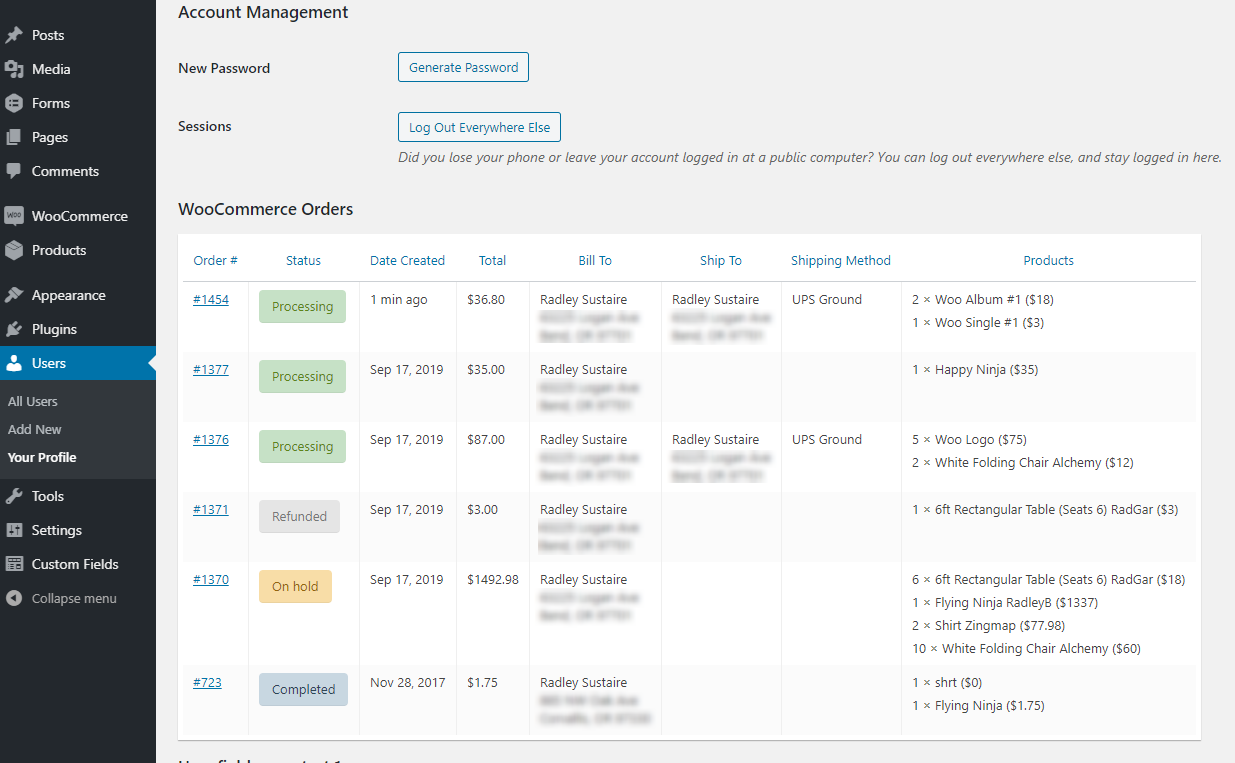 Posts
Media
Forms
Pages
Comments
WooCommerce
Products
Appearance
Plugins
Users
All Users
Add New
Your Profile
Tools
Settings
Custom Fields
Collapse menu
Account Management
New Password
Generate Password
Sessions
Log Out Everywhere Else
Did you lose your phone or leave your account logged in at a public computer? You can log out everywhere else, and stay logged in here.
WooCommerce Orders
Order # Status Date Created Total Bill To Ship To Shipping Method Products
#1454 Processing 1 min ago $36.80 Radley Sustaire Radley Sustaire UPS Ground 2 × Woo Album #1 ($18)
1 × Woo Single #1 ($3)
#1377 Processing Sep 17, 2019 $35.00 Radley Sustaire 1 × Happy Ninja ($35)
#1376 Processing Sep 17, 2019 $87.00 Radley Sustaire Radley Sustaire UPS Ground 5 × Woo Logo ($75)
2 × White Folding Chair Alchemy ($12)
#1371 Refunded Sep 17, 2019 $3.00 Radley Sustaire 1 × 6ft Rectangular Table (Seats 6) RadGar ($3)
#1370 On hold Sep 17, 2019 $1492.98 Radley Sustaire 6 × 6ft Rectangular Table (Seats 6) RadGar ($18)
1 × Flying Ninja RadleyB ($1337)
2 × Shirt Zingmap ($77.98)
10 × White Folding Chair Alchemy ($60)
#723 Completed Nov 28, 2017 $1.75 Radley Sustaire 1 × shrt ($0)
1 × Flying Ninja ($1.75)